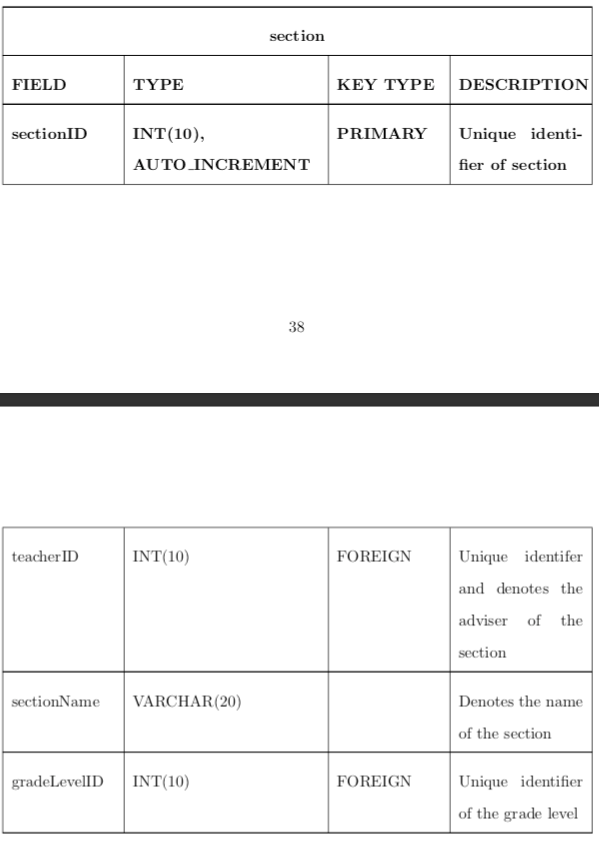 section
FIELD TYPE KEY TYPE DESCRIPTION
sectionID INT(10), PRIMARY Unique identi-
AUTO_INCREMENT fier of section
38
teacherID INT(10) FOREIGN Unique identifer
and denotes the
adviser of the
section
sectionName VARCHAR(20) Denotes the name
of the section
gradeLevelID INT(10) FOREIGN Unique identifier
of the grade level